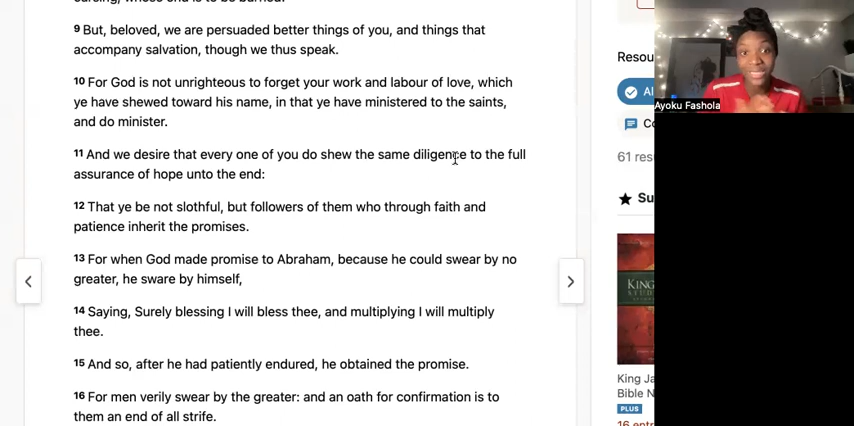 9 But, beloved, we are persuaded better things of you, and things that
accompany salvation, though we thus speak.
10 For God is not unrighteous to forget your work and labour of love, which
ye have shewed toward his name, in that ye have ministered to the saints,
and do minister.
11 And we desire that every one of you do shew the same diligence to the full
assurance of hope unto the end:
12 That ye be not slothful, but followers of them who through faith and
patience inherit the promises.
13 For when God made promise to Abraham, because he could swear by no
greater, he sware by himself,
14 Saying, Surely blessing I will bless thee, and multiplying I will multiply
thee.
15 And so, after he had patiently endured, he obtained the promise.
16 For men verily swear by the greater: and an oath for confirmation is to
them an end of all strife.
Ayoku Fashola
61
King
Bible
PLUS
16